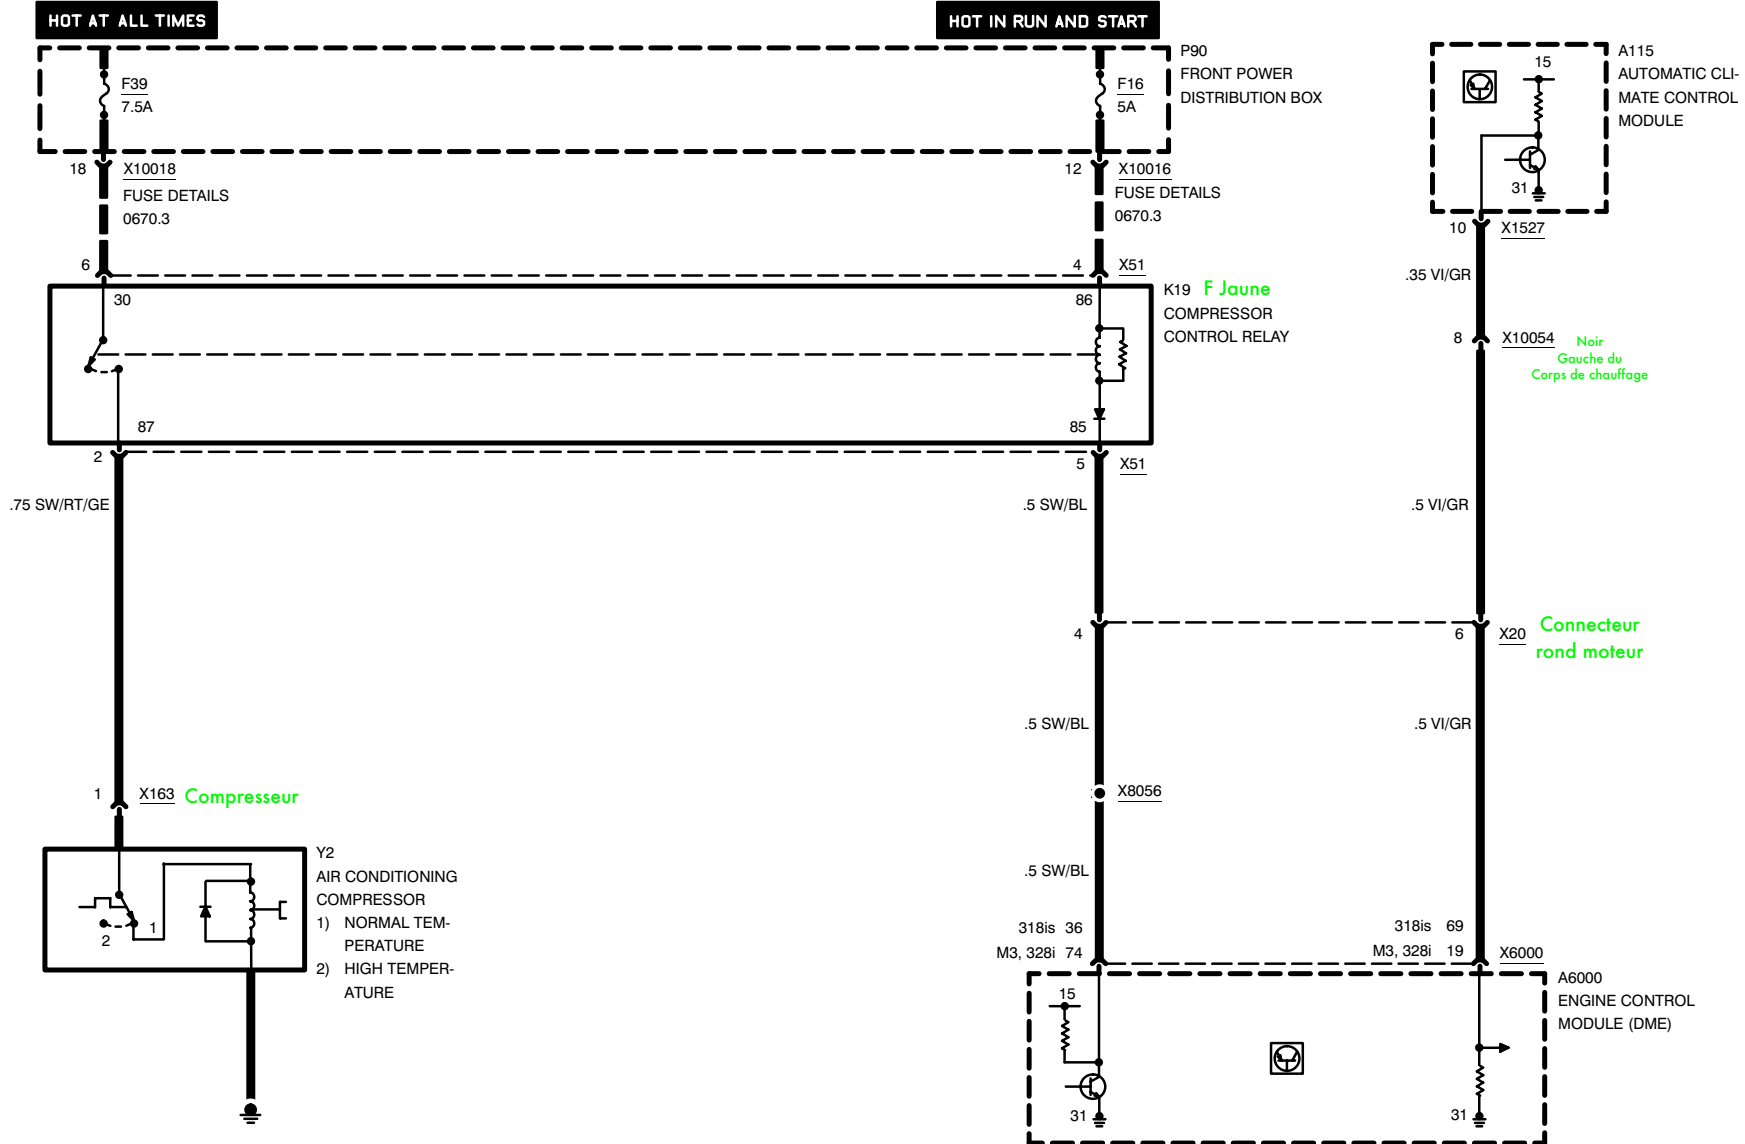 HOT AT ALL TIMES
HOT IN RUN AND START
F39
7.5A
F16
5A
P90
FRONT POWER
DISTRIBUTION BOX
15
31
A115
AUTOMATIC CLI-
MATE CONTROL
MODULE
18 X10018
FUSE DETAILS
0670.3
12 X10016
FUSE DETAILS
0670.3
10 X1527
.35 VI/GR
6
4 X51
30
86
K19 F Jaune
COMPRESSOR
CONTROL RELAY
8 X10054
Noir
Gauche du
Corps de chauffage
87
85
2
5 X51
.75 SW/RT/GE
.5 SW/BL
.5 VI/GR
4
6 X20
Connecteur
rond moteur
.5 SW/BL
.5 VI/GR
1 X163 Compresseur
X8056
Y2
AIR CONDITIONING
COMPRESSOR
1) NORMAL TEM-
PERATURE
2) HIGH TEMPER-
ATURE
1
2
.5 SW/BL
318is 36
M3, 328i 74
318is 69
M3, 328i 19
X6000
A6000
ENGINE CONTROL
MODULE (DME)
15
31
31